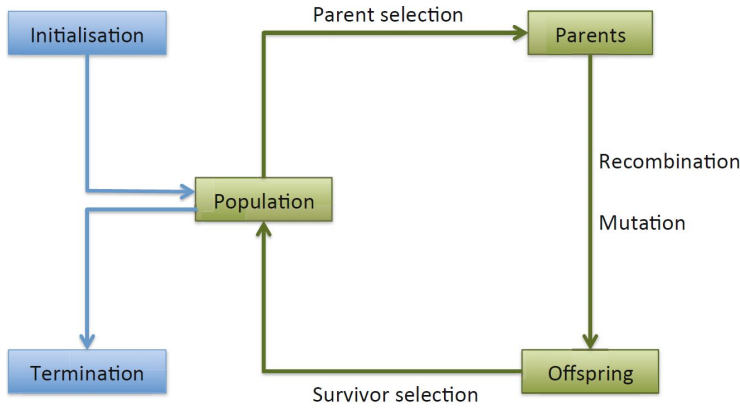 Parent selection
Initialisation
Parents
Recombination
Population
Mutation
Termination
Offspring
Survivor selection